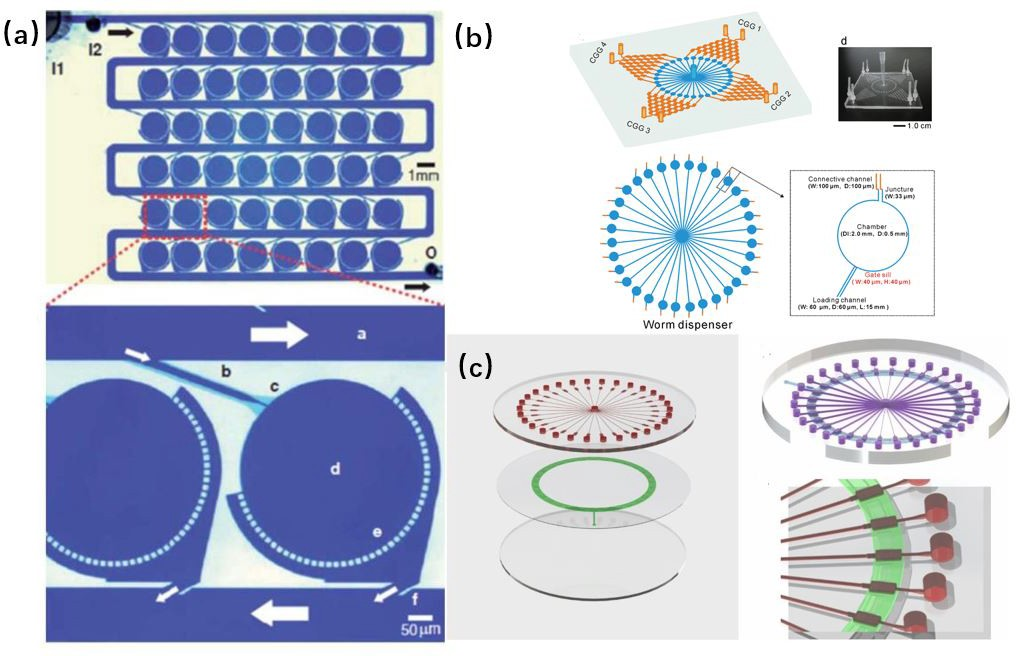 (a)
I1
I2
1mm
O
a
b
c
d
e
f
50μm
(b)
CGG 4
CGG 1
CGG 2
CGG 3
d
1.0 cm
Worm dispenser
Connective channel
(W:100 μm, D:100 μm)
Juncture
(W:33 μm)
Chamber
(DI:2.0 mm, D:0.5 mm)
Gate sill
( W:40 μm, H:40 μm)
Loading channel
(W: 60 μm, D:60 μm, L:15 mm )
(c)